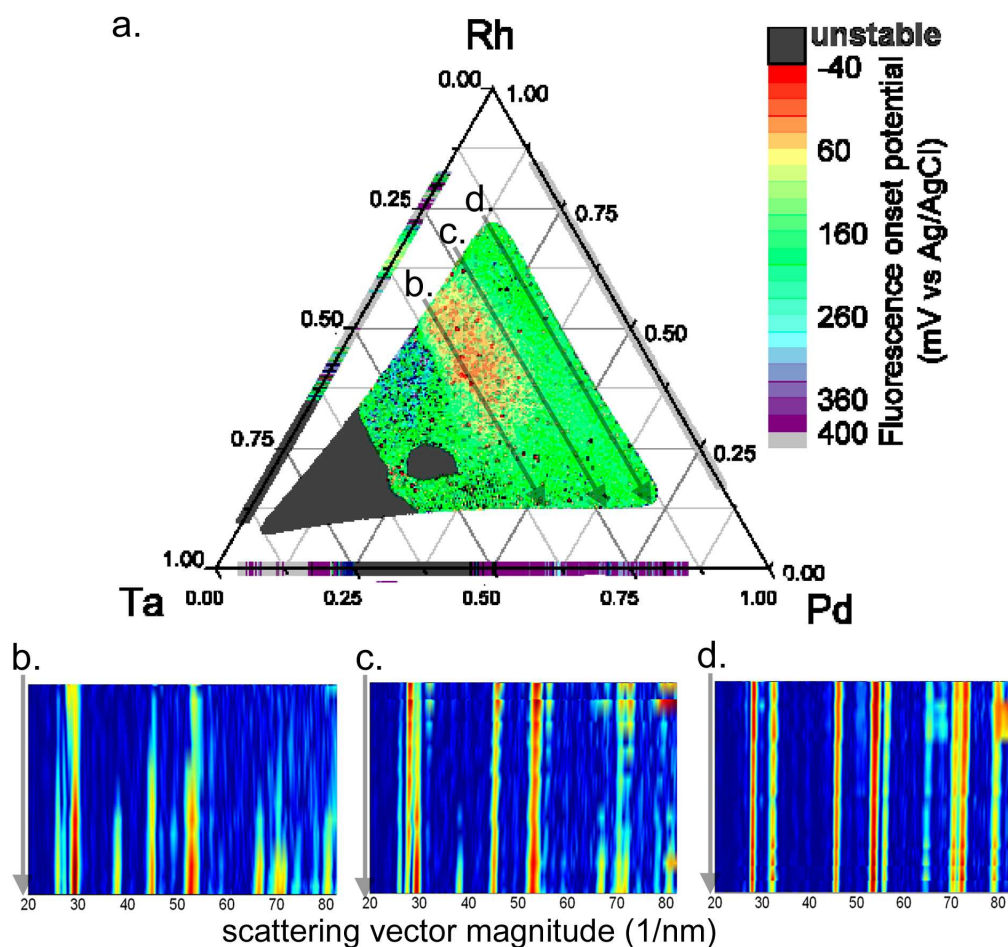 a.
Rh
0.00
1.00
0.25
0.75
0.50
0.50
0.75
0.25
1.00
0.00
Ta
0.00
0.25
0.50
0.75
1.00
Pd
b.
c.
d.
unstable
-40
60
160
260
360
400
Fluorescence onset potential
(mV vs Ag/AgCl)
b.
20 30 40 50 60 70 80
c.
20 30 40 50 60 70 80
d.
20 30 40 50 60 70 80
scattering vector magnitude (1/nm)